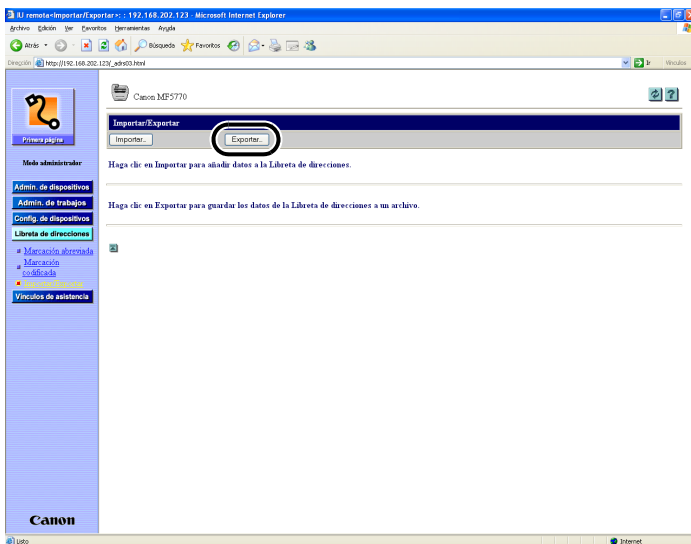 IU remota<Importar/Exportar>: : 192.168.202.123 - Microsoft Internet Explorer
Archivo Edición Ver Favoritos Herramientas Ayuda
Atrás Búsqueda Favoritos
Dirección http://192.168.202.123/_adrs03.html Ir Vínculos
Canon MF5770
Primera página
Modo administrador
Admin. de dispositivos
Admin. de trabajos
Config. de dispositivos
Libreta de direcciones
Marcación abreviada
Marcación
codificada
Importar/Exportar
Vínculos de asistencia
Canon
Importar/Exportar
Importar.. Exportar..
Haga clic en Importar para añadir datos a la Libreta de direcciones.
Haga clic en Exportar para guardar los datos de la Libreta de direcciones a un archivo.
Listo Internet